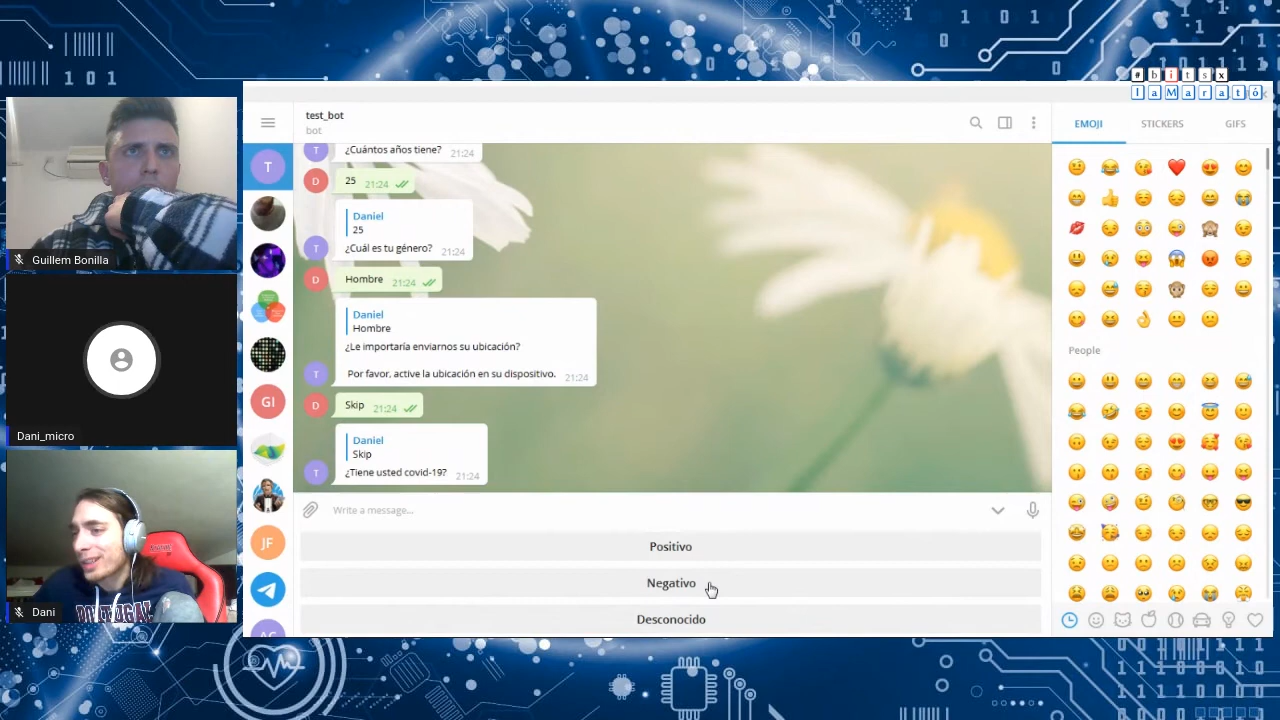 #bitsx
laMarató
test_bot
bot
EMOJI
STICKERS
GIFS
T
T
¿Cuántos años tiene? 21:24
D
25 21:24
Daniel
25
T
¿Cuál es tu género? 21:24
D
Hombre 21:24
Daniel
Hombre
¿Le importaría enviarnos su ubicación?
T
Por favor, active la ubicación en su dispositivo. 21:24
D
Skip 21:24
Daniel
Skip
T
¿Tiene usted covid-19? 21:24
GI
JF
Write a message...
Positivo
Negativo
Desconocido
People
Guillem Bonilla
Dani_micro
Dani
PORTUGAL